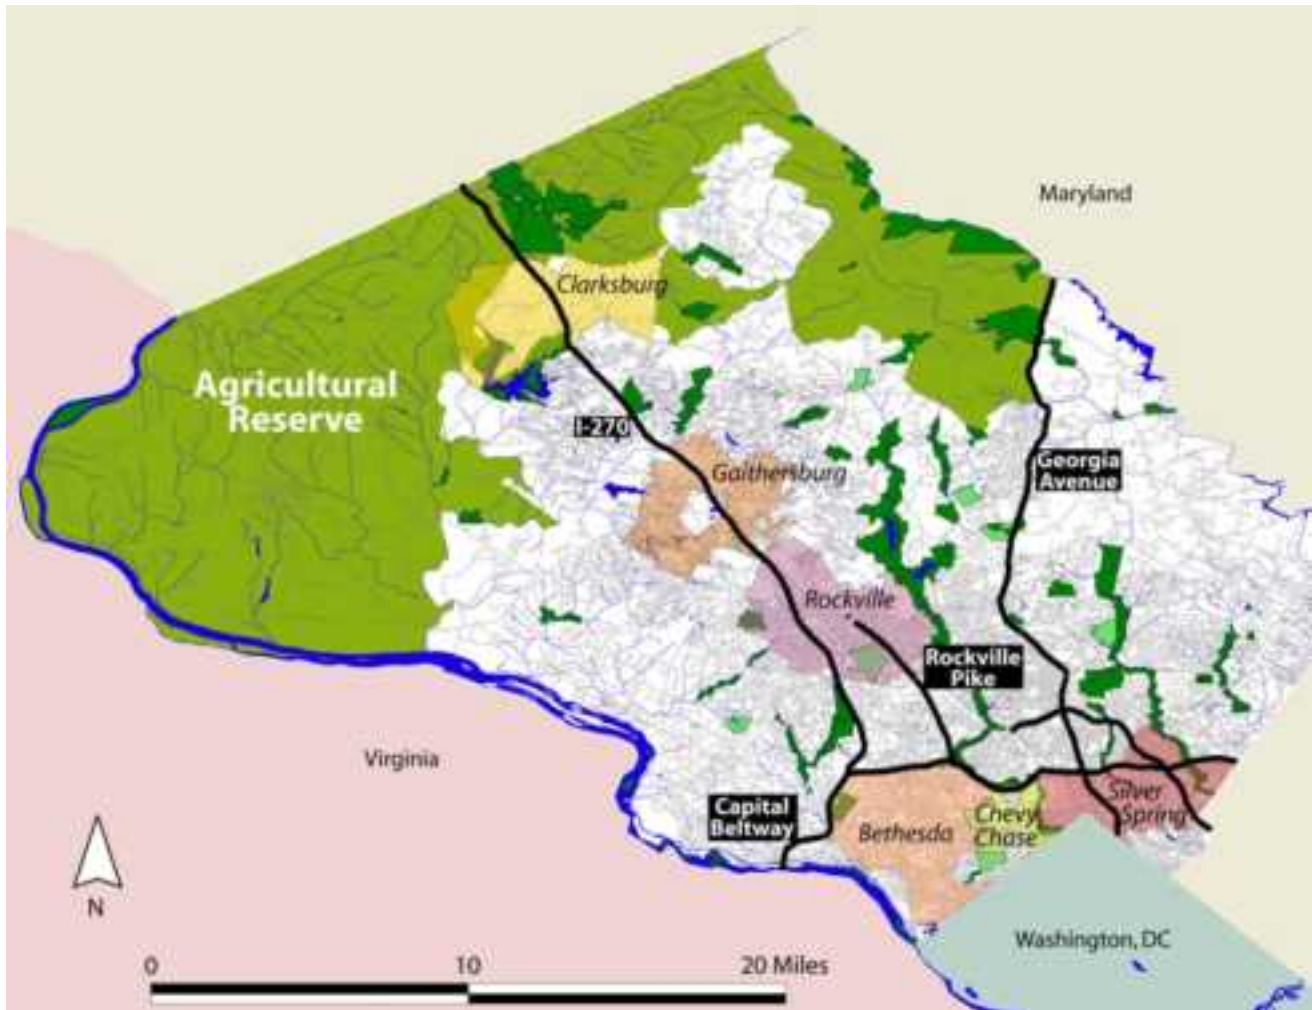 Maryland
Clarksburg
Agricultural
Reserve
I-270
Gaithersburg
Georgia
Avenue
Rockville
Rockville
Pike
Virginia
Capital
Beltway
Bethesda
Chevy
Chase
Silver
Spring
N
Washington, DC
0 10 20 Miles